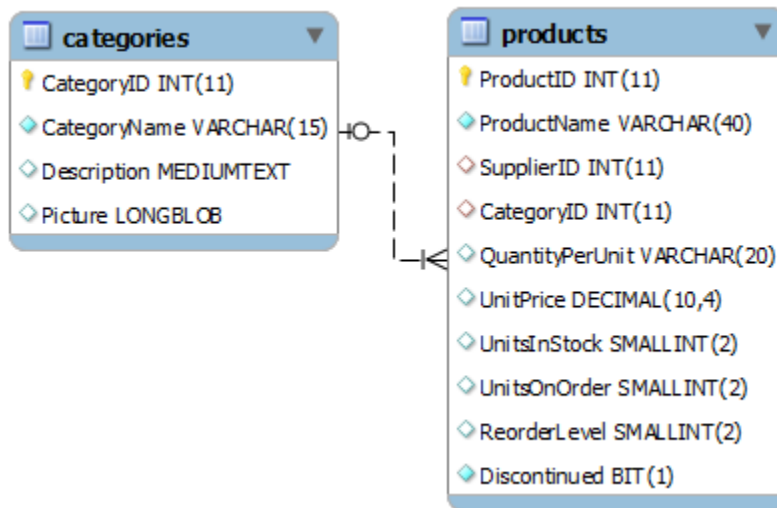 categories
CategoryID INT(11)
CategoryName VARCHAR(15)
Description MEDIUMTEXT
Picture LONGBLOB
products
ProductID INT(11)
ProductName VARCHAR(40)
SupplierID INT(11)
CategoryID INT(11)
QuantityPerUnit VARCHAR(20)
UnitPrice DECIMAL(10,4)
UnitsInStock SMALLINT(2)
UnitsOnOrder SMALLINT(2)
ReorderLevel SMALLINT(2)
Discontinued BIT(1)